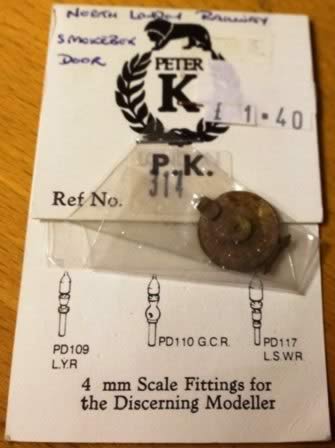 NORTH LONDON RAILWAY
SMOKEBOX
DOOR
PETER
K
£ 1.40
P.K.
314
Ref No.
PD109
L.Y.R
PD110 G.C.R.
PD117
L.S.W.R
4 mm Scale Fittings for
the Discerning Modeller